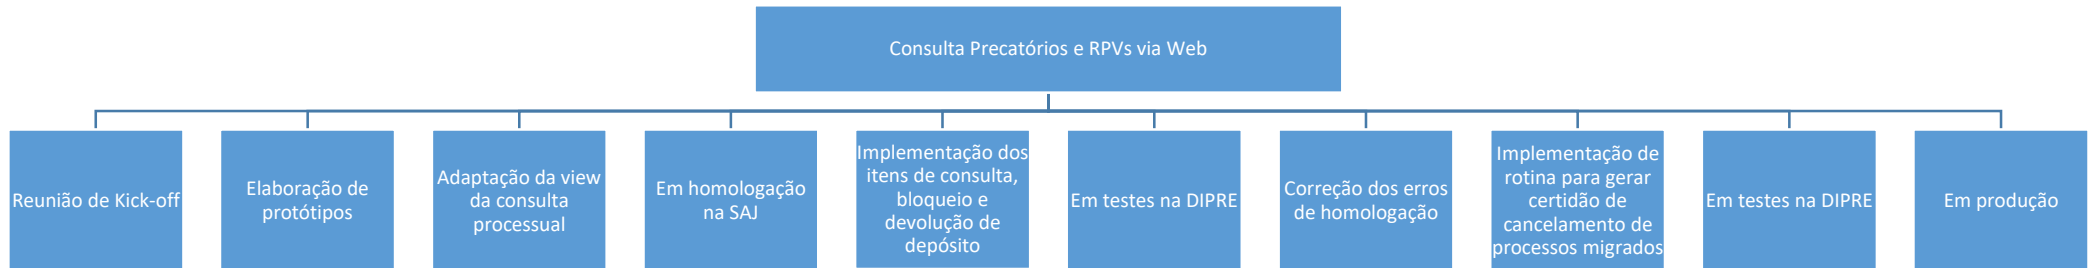 Consulta Precatórios e RPVs via Web
Reunião de Kick-off
Elaboração de
protótipos
Adaptação da view
da consulta
processual
Em homologação
na SAJ
Implementação dos
itens de consulta,
bloqueio e
devolução de
depósito
Em testes na DIPRE
Correção dos erros
de homologação
Implementação de
rotina para gerar
certidão de
cancelamento de
processos migrados
Em testes na DIPRE
Em produção